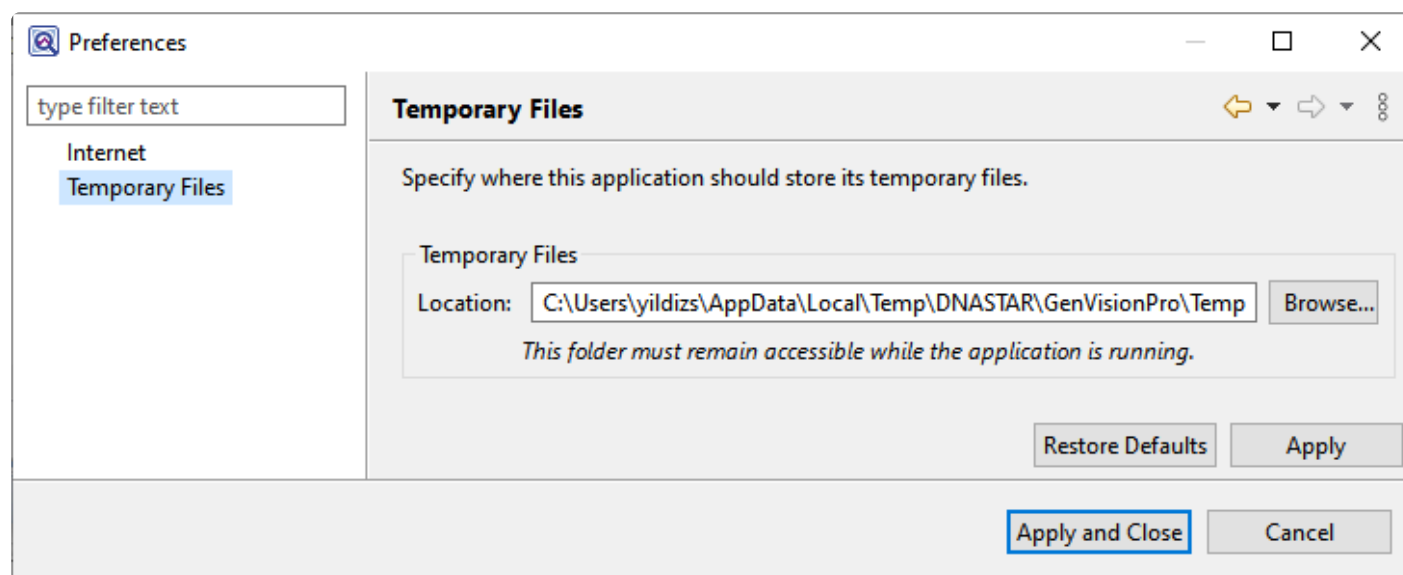 Preferences
type filter text
Internet
Temporary Files
Temporary Files
Specify where this application should store its temporary files.
Temporary Files
Location: C:\Users\yildizs\AppData\Local\Temp\DNASTAR\GenVisionPro\Temp Browse...
This folder must remain accessible while the application is running.
Restore Defaults Apply
Apply and Close Cancel